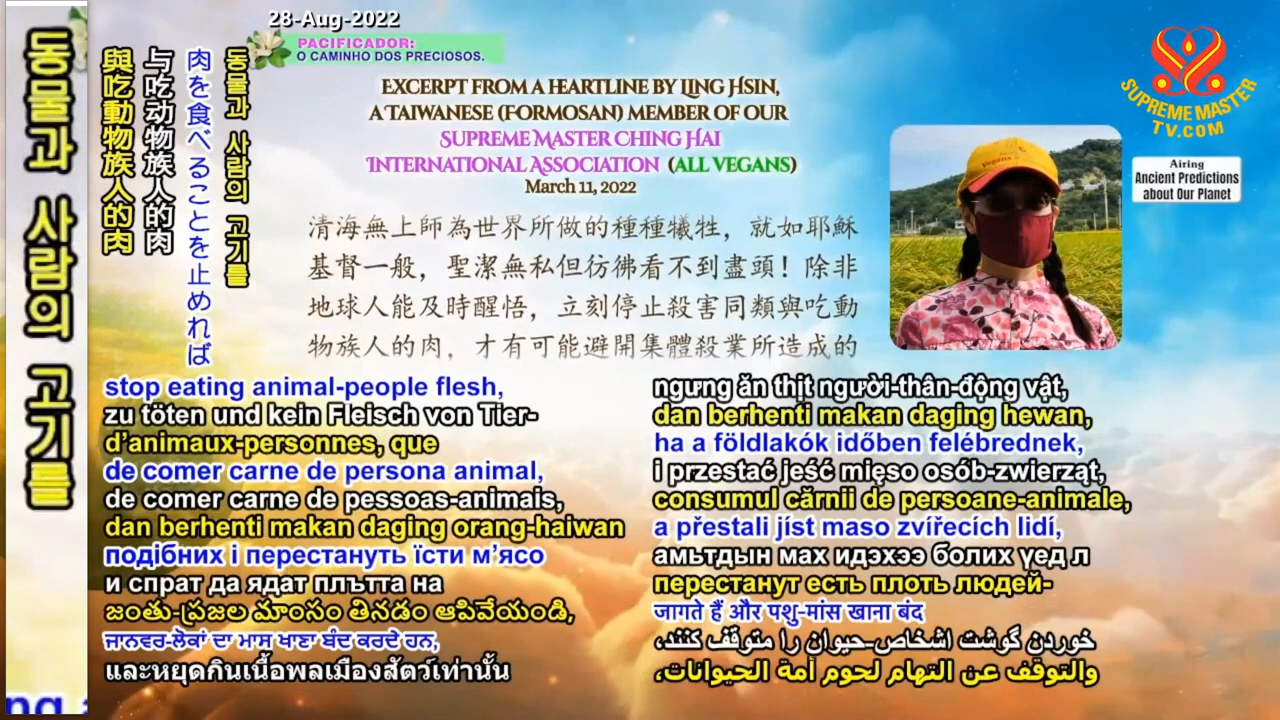 28-Aug-2022
PACIFICADOR:
O CAMINHO DOS PRECIOSOS.
EXCERPT FROM A HEARTLINE BY LING HSIN,
A TAIWANESE (FORMOSAN) MEMBER OF OUR
SUPREME MASTER CHING HAI
INTERNATIONAL ASSOCIATION (ALL VEGANS)
March 11, 2022
SUPREME MASTER
TV.COM
Airing
Ancient Predictions
about Our Planet
동물과 사람의 고기를
與吃動物族人的肉
与吃动物族人的肉
肉を食べることを止めれば
동물과 사람의 고기를
清海無上師為世界所做的種種犧牲，就如耶穌
基督一般，聖潔無私但彷彿看不到盡頭！除非
地球人能及時醒悟，立刻停止殺害同類與吃動
物族人的肉，才有可能避開集體殺業所造成的
stop eating animal-people flesh,
zu töten und kein Fleisch von Tier-
d’animaux-personnes, que
de comer carne de persona animal,
de comer carne de pessoas-animais,
dan berhenti makan daging orang-haiwan
подібних і перестануть їсти м’ясо
и спрат да ядат плътта на
జంతు-ప్రజల మాంసం తినడం ఆపివేయండి,
ਜਾਨਵਰ-ਲੋਕਾਂ ਦਾ ਮਾਸ ਖਾਣਾ ਬੰਦ ਕਰਦੇ ਹਨ,
และหยุดกินเนื้อพลเมืองสัตว์เท่านั้น
ngưng ăn thịt người-thân-động vật,
dan berhenti makan daging hewan,
ha a földlakók időben felébrednek,
i przestać jeść mięso osób-zwierząt,
consumul cărnii de persoane-animale,
a přestali jíst maso zvířecích lidí,
амьтдын мах идэхээ болих үед л
перестанут есть плоть людей-
जागते हैं और पशु-मांस खाना बंद
خوردن گوشت اشخاص-حیوان را متوقف کنند،
والتوقف عن التهام لحوم أمة الحيوانات،